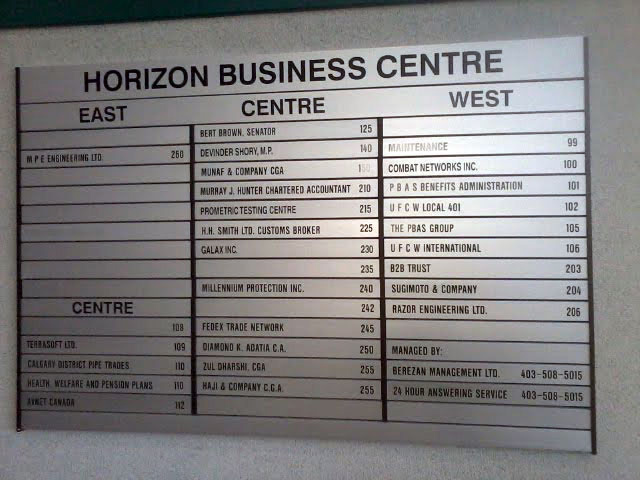 HORIZON BUSINESS CENTRE
EAST
M P E ENGINEERING LTD. 260
CENTRE
108
TERRASOFT LTD. 109
CALGARY DISTRICT PIPE TRADES 110
HEALTH, WELFARE AND PENSION PLANS 110
AVNET CANADA 112
CENTRE
BERT BROWN, SENATOR 125
DEVINDER SHORY, M.P. 140
MUNAF & COMPANY CGA
MURRAY J. HUNTER CHARTERED ACCOUNTANT 210
PROMETRIC TESTING CENTRE 215
H.H. SMITH LTD. CUSTOMS BROKER 225
GALAX INC. 230
235
MILLENNIUM PROTECTION INC. 240
242
FEDEX TRADE NETWORK 245
DIAMOND K. ADATIA C.A. 250
ZUL DHARSHI, CGA 255
HAJI & COMPANY C.G.A. 255
WEST
MAINTENANCE 99
COMBAT NETWORKS INC. 100
P B A S BENEFITS ADMINISTRATION 101
U F C W LOCAL 401 102
THE PBAS GROUP 105
U F C W INTERNATIONAL 106
B2B TRUST 203
SUGIMOTO & COMPANY 204
RAZOR ENGINEERING LTD. 206
MANAGED BY:
BEREZAN MANAGEMENT LTD. 403-508-5015
24 HOUR ANSWERING SERVICE 403-508-5015